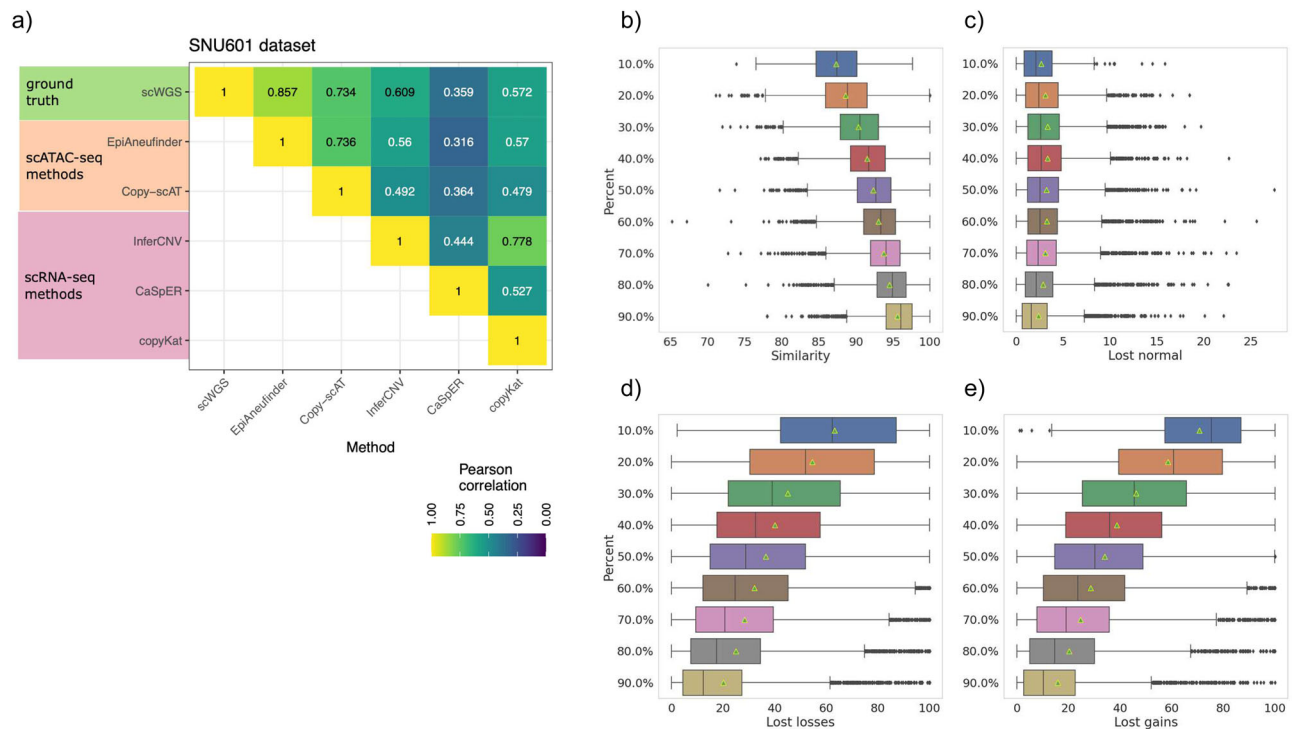 a)
SNU601 dataset
ground
truth
scWGS
1
0.857
0.734
0.609
0.359
0.572
scATAC-seq
methods
EpiAneufinder
1
0.736
0.56
0.316
0.57
Copy-scAT
1
0.492
0.364
0.479
scRNA-seq
methods
InferCNV
1
0.444
0.778
CaSpER
1
0.527
copyKat
1
scWGS
EpiAneufinder
Copy-scAT
InferCNV
CaSpER
copyKat
Method
Pearson
correlation
1.00
0.75
0.50
0.25
0.00
b)
Percent
10.0%
20.0%
30.0%
40.0%
50.0%
60.0%
70.0%
80.0%
90.0%
65 70 75 80 85 90 95 100
Similarity
c)
10.0%
20.0%
30.0%
40.0%
50.0%
60.0%
70.0%
80.0%
90.0%
0 5 10 15 20 25
Lost normal
d)
10.0%
20.0%
30.0%
40.0%
50.0%
60.0%
70.0%
80.0%
90.0%
0 20 40 60 80 100
Lost losses
e)
Percent
10.0%
20.0%
30.0%
40.0%
50.0%
60.0%
70.0%
80.0%
90.0%
0 20 40 60 80 100
Lost gains